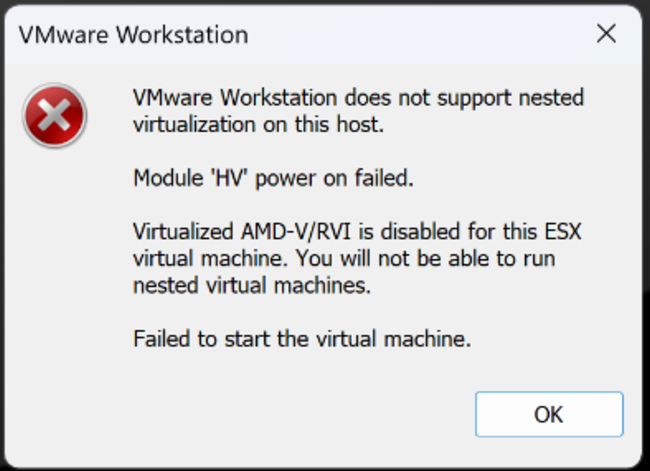 VMware Workstation
VMware Workstation does not support nested
virtualization on this host.
Module 'HV' power on failed.
Virtualized AMD-V/RVI is disabled for this ESX
virtual machine. You will not be able to run
nested virtual machines.
Failed to start the virtual machine.
OK